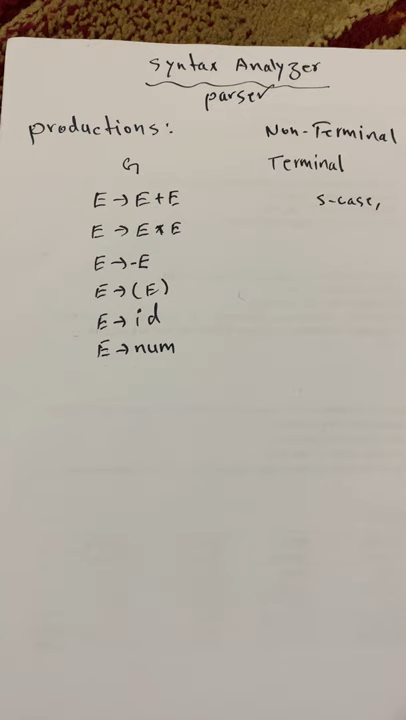 Syntax Analyzer
parser
productions:
Non-Terminal
G
Terminal
E → E + E
s-case,
E → E * E
E → -E
E → (E)
E → id
E → num